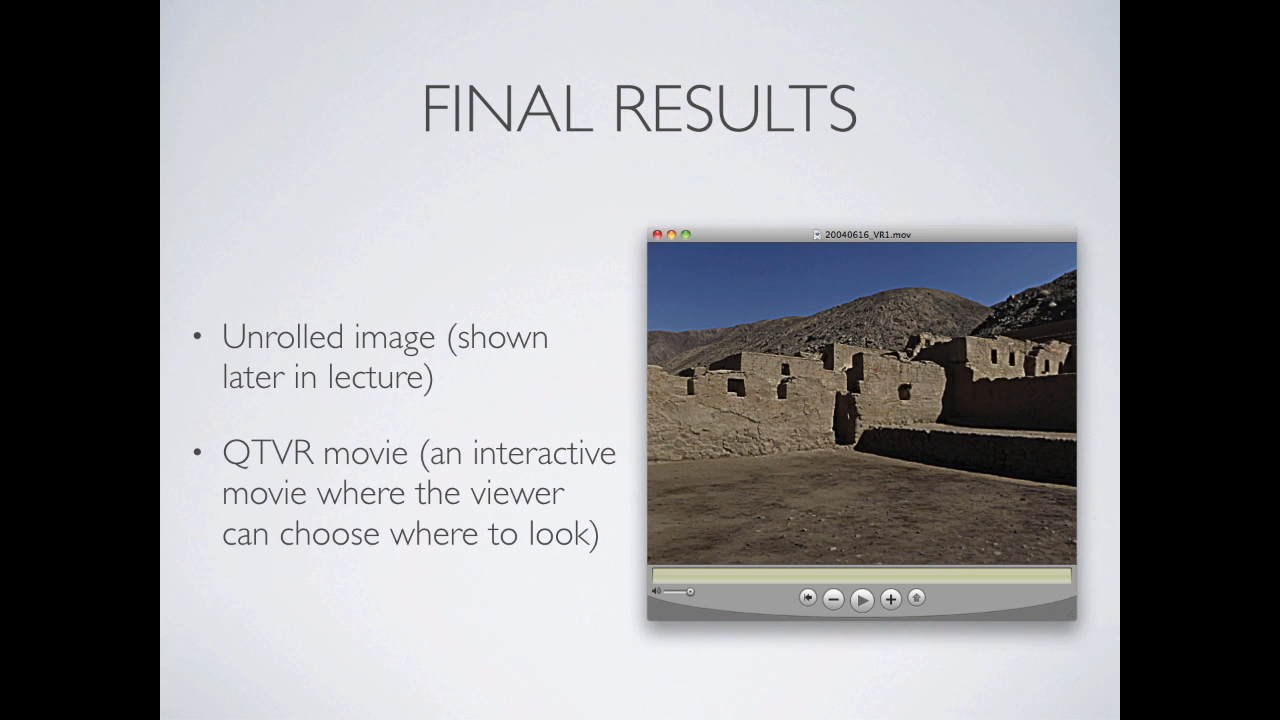 FINAL RESULTS
20040616_VR1.mov
• Unrolled image (shown
later in lecture)
• QTVR movie (an interactive
movie where the viewer
can choose where to look)